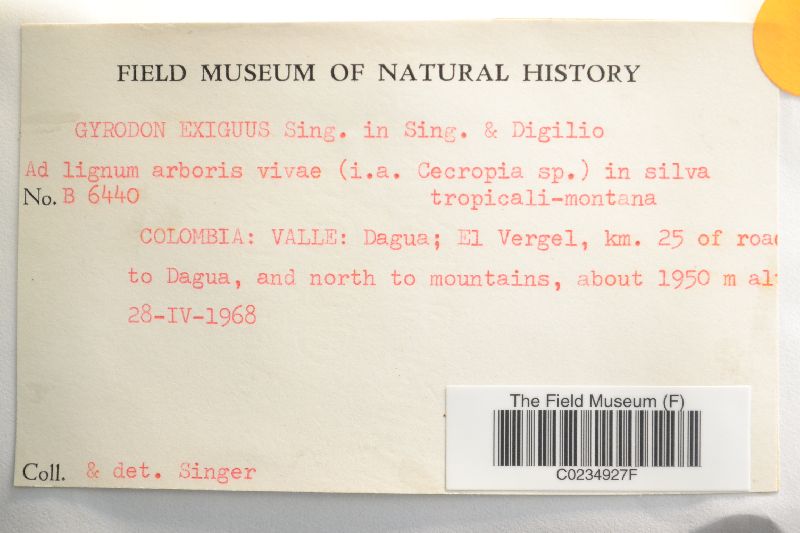 FIELD MUSEUM OF NATURAL HISTORY
GYRODON EXIGUUS Sing. in Sing. & Digilio
Ad lignum arboris vivae (i.a. Cecropia sp.) in silva
No. B 6440 tropicali-montana
COLOMBIA: VALLE: Dagua; El Vergel, km. 25 of road
to Dagua, and north to mountains, about 1950 m alt
28-IV-1968
The Field Museum (F)
C0234927F
Coll. & det. Singer